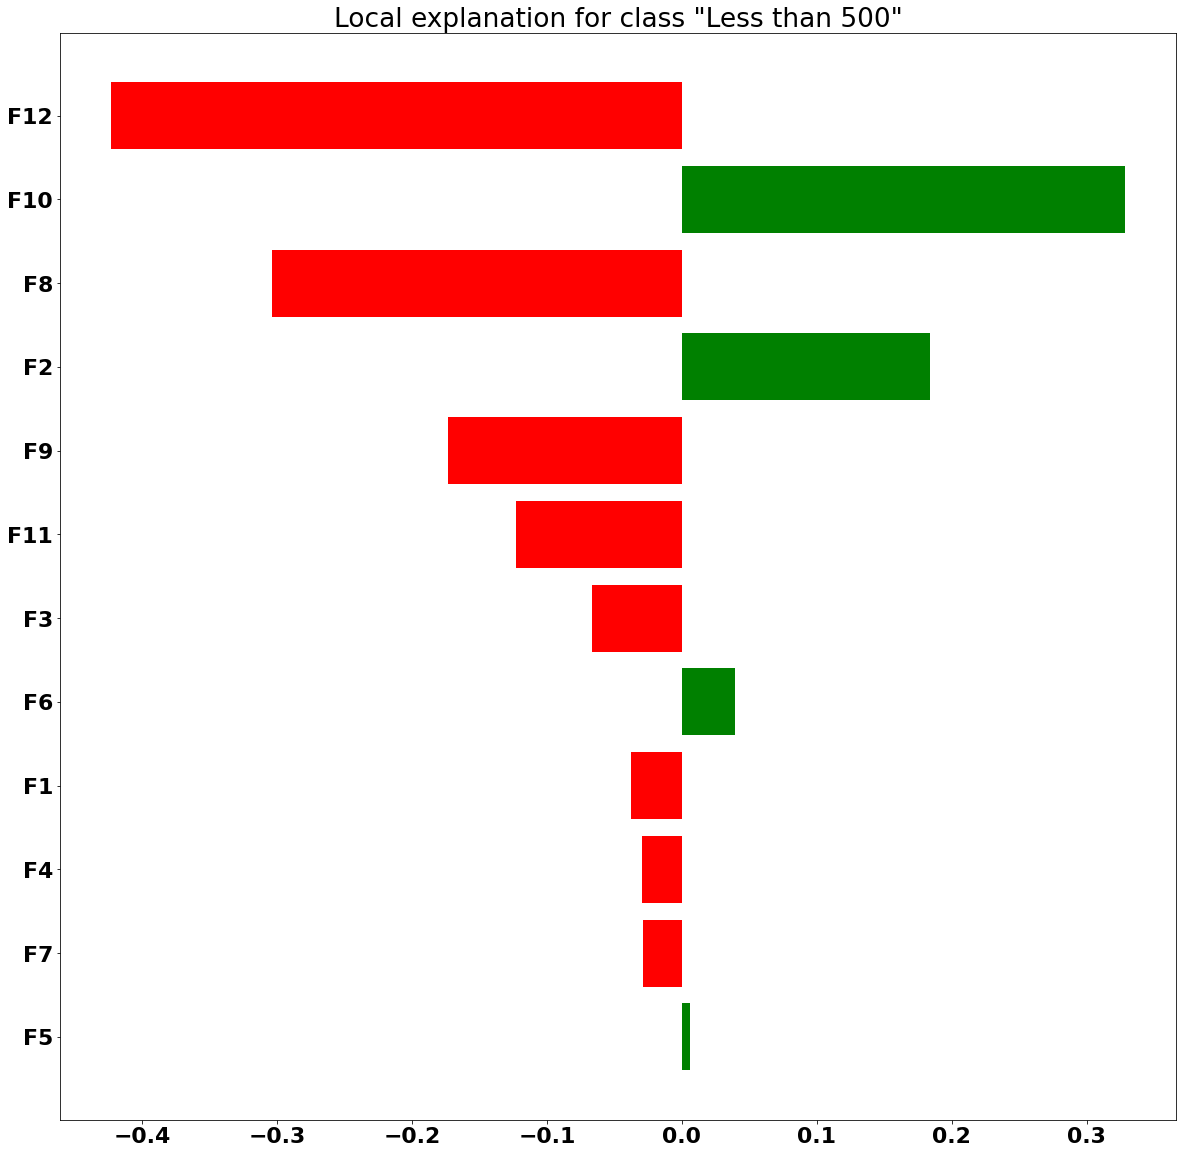 Local explanation for class "Less than 500"
F12
F10
F8
F2
F9
F11
F3
F6
F1
F4
F7
F5
−0.4 −0.3 −0.2 −0.1 0.0 0.1 0.2 0.3